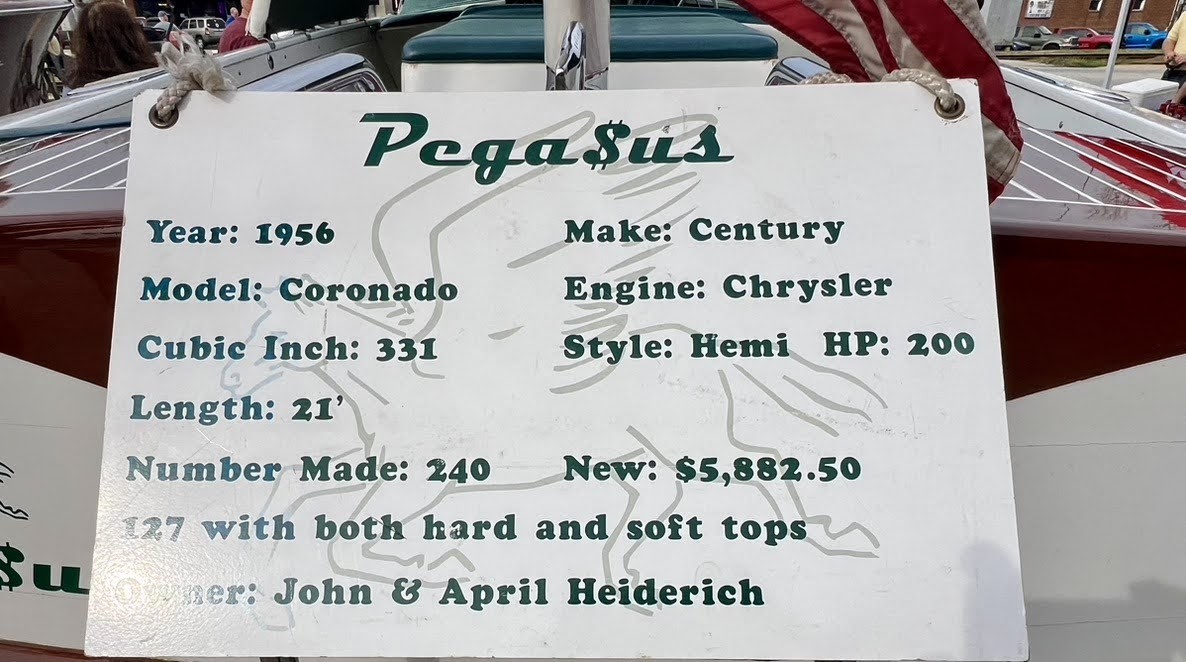 Pega$us
Year: 1956 Make: Century
Model: Coronado Engine: Chrysler
Cubic Inch: 331 Style: Hemi HP: 200
Length: 21'
Number Made: 240 New: $5,882.50
127 with both hard and soft tops
Owner: John & April Heiderich
$u